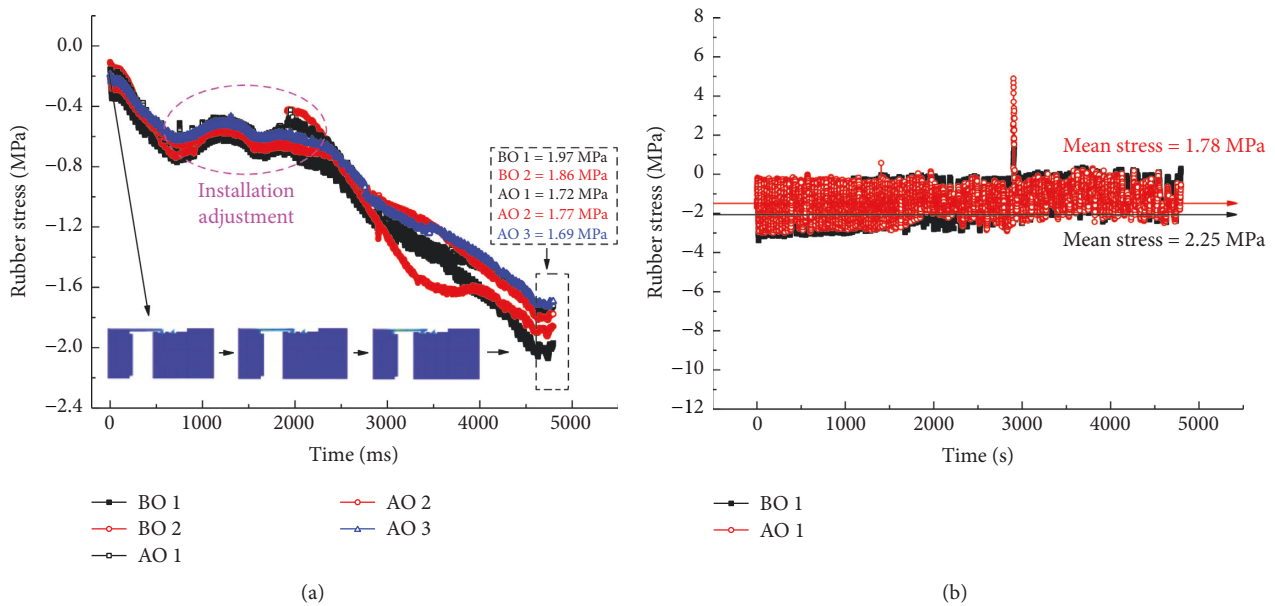 0.0
−0.4
−0.8
−1.2
−1.6
−2.0
−2.4
Rubber stress (MPa)
Installation
adjustment
BO 1 = 1.97 MPa
BO 2 = 1.86 MPa
AO 1 = 1.72 MPa
AO 2 = 1.77 MPa
AO 3 = 1.69 MPa
0
1000
2000
3000
4000
5000
Time (ms)
BO 1
BO 2
AO 1
AO 2
AO 3
(a)
8
6
4
2
0
−2
−4
−6
−8
−10
−12
Rubber stress (MPa)
Mean stress = 1.78 MPa
Mean stress = 2.25 MPa
0
1000
2000
3000
4000
5000
Time (s)
BO 1
AO 1
(b)